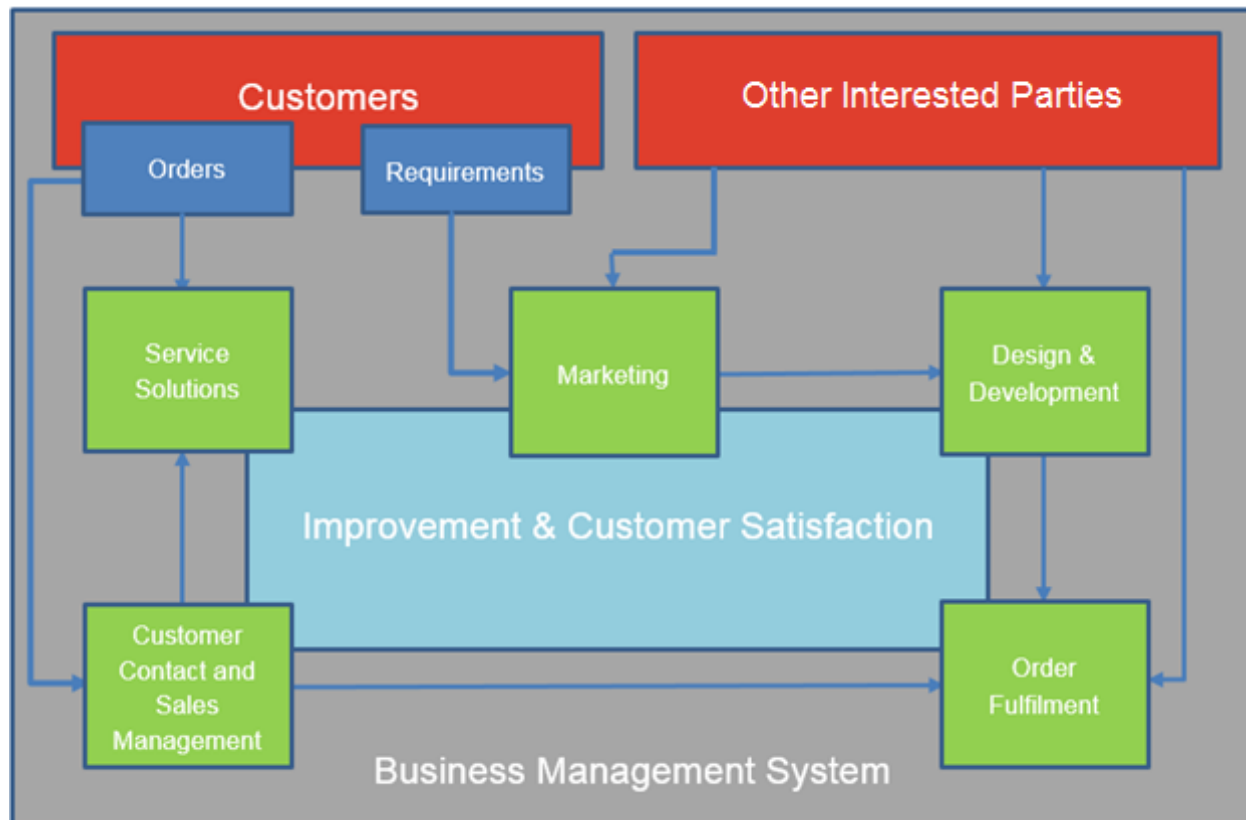 Customers
Other Interested Parties
Orders
Requirements
Service
Solutions
Marketing
Design &
Development
Improvement & Customer Satisfaction
Customer
Contact and
Sales
Management
Order
Fulfilment
Business Management System